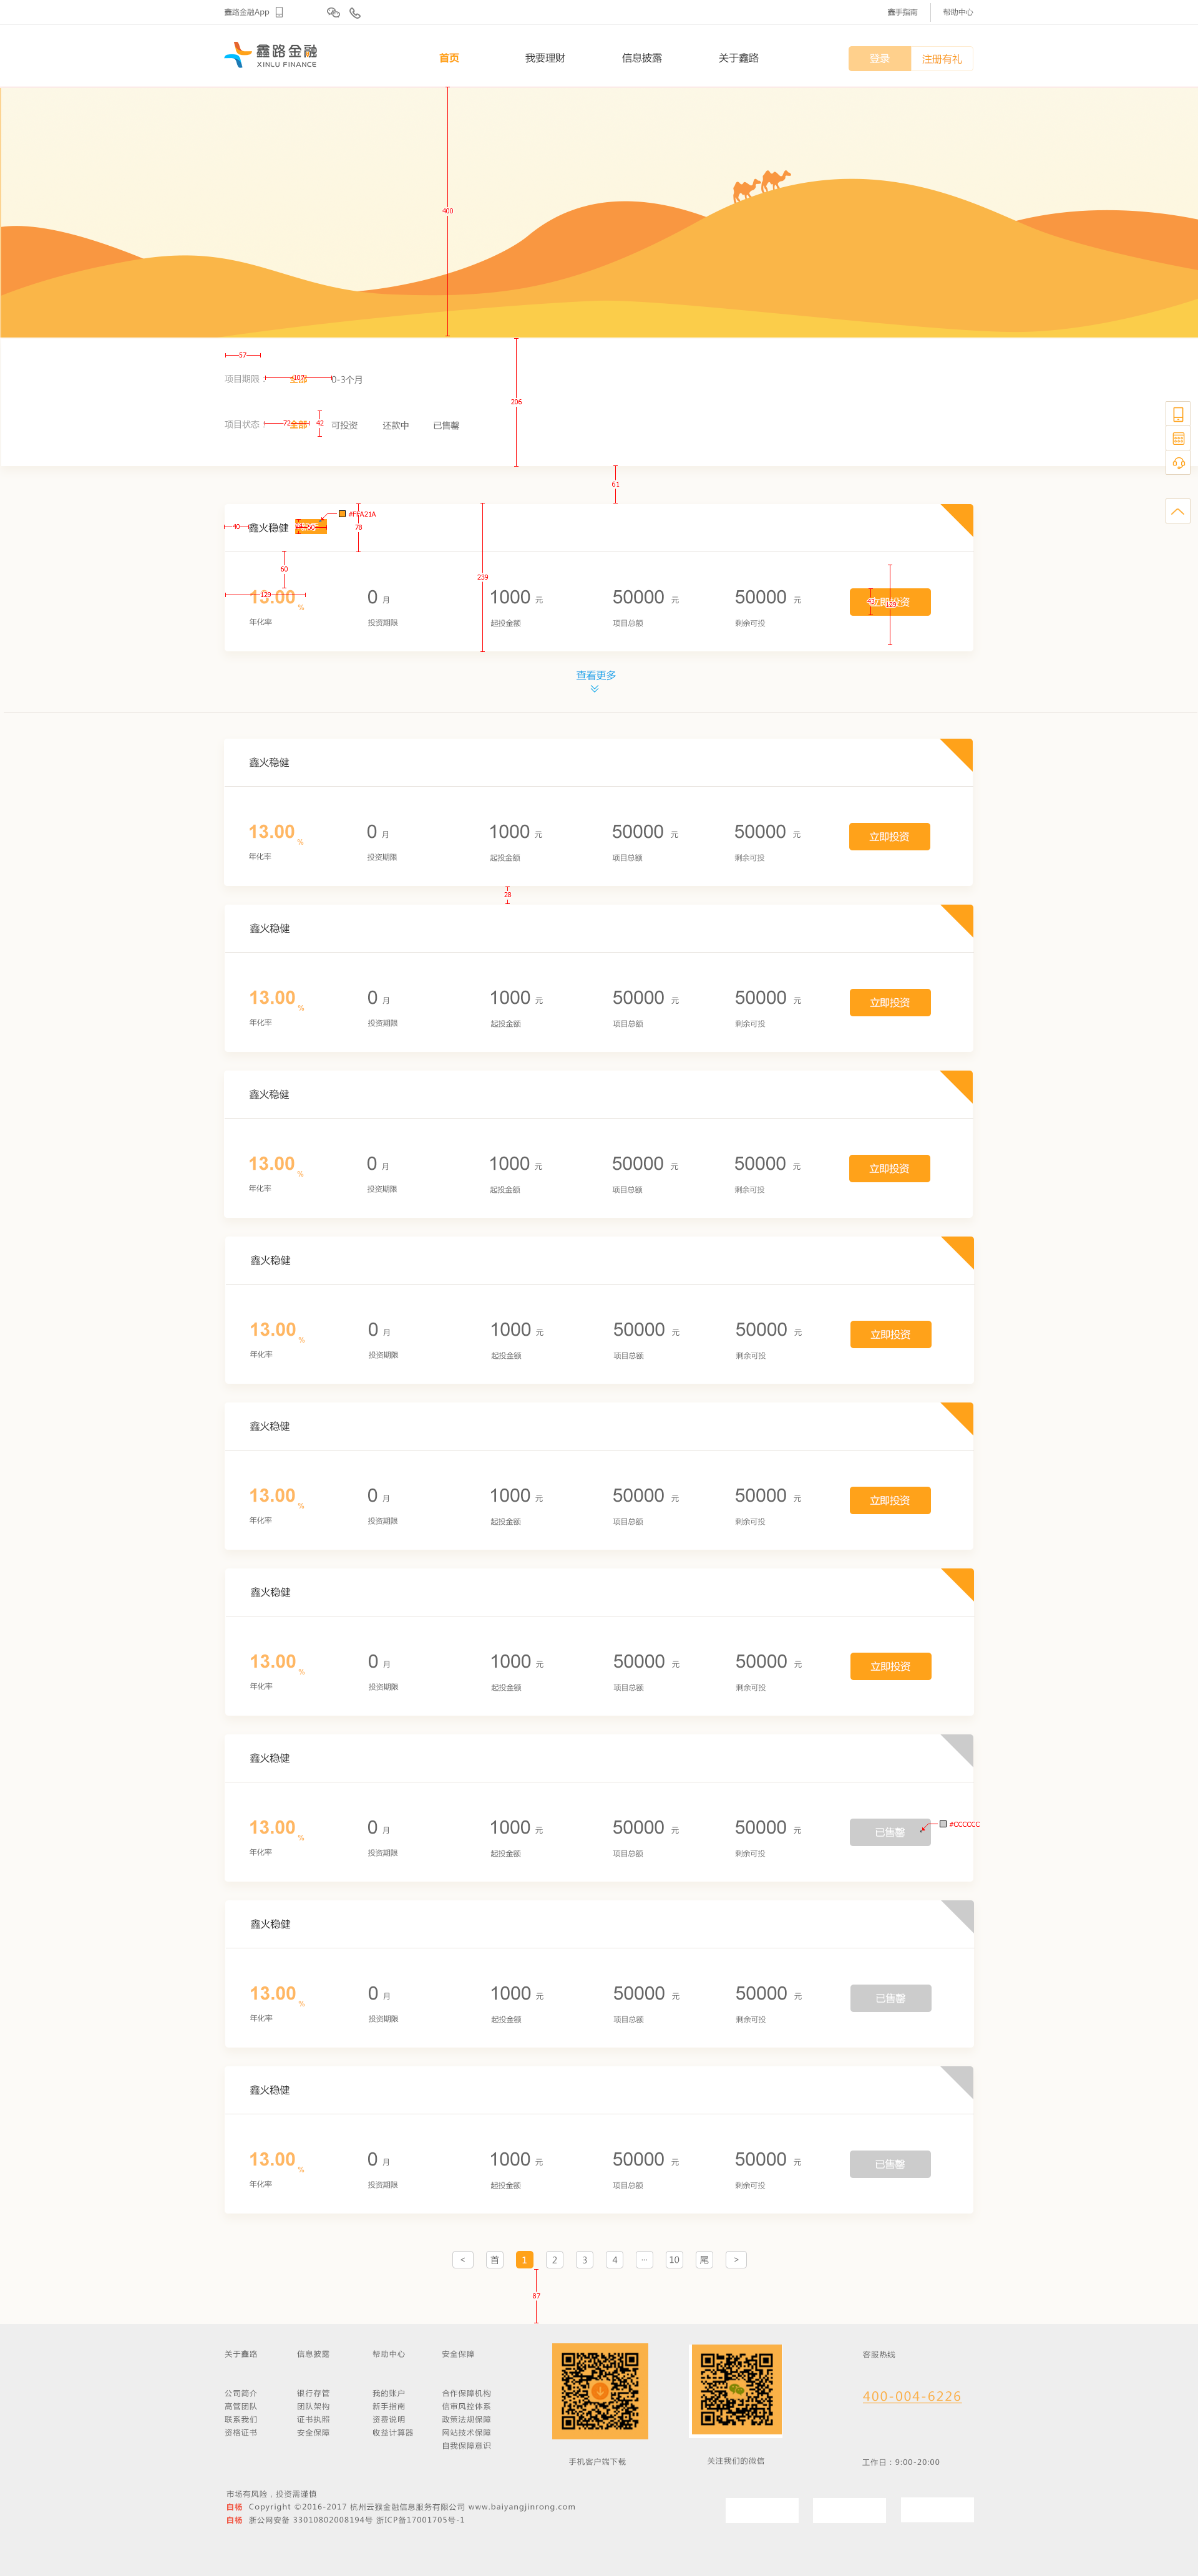 鑫路金融App
鑫手指南 帮助中心
鑫路金融
XINLU FINANCE
首页 我要理财 信息披露 关于鑫路
登录 注册有礼
400
57
项目期限 107 0-3个月
206
项目状态 72 全部 42 可投资 还款中 已售罄
61
40 鑫火稳健 78
60
239
129
0 月 1000 元 50000 元 50000 元
129
年化率 投资期限 起投金额 项目总额 剩余可投
查看更多
鑫火稳健
13.00 % 0 月 1000 元 50000 元 50000 元 立即投资
年化率 投资期限 起投金额 项目总额 剩余可投
28
鑫火稳健
13.00 % 0 月 1000 元 50000 元 50000 元 立即投资
年化率 投资期限 起投金额 项目总额 剩余可投
鑫火稳健
13.00 % 0 月 1000 元 50000 元 50000 元 立即投资
年化率 投资期限 起投金额 项目总额 剩余可投
鑫火稳健
13.00 % 0 月 1000 元 50000 元 50000 元 立即投资
年化率 投资期限 起投金额 项目总额 剩余可投
鑫火稳健
13.00 % 0 月 1000 元 50000 元 50000 元 立即投资
年化率 投资期限 起投金额 项目总额 剩余可投
鑫火稳健
13.00 % 0 月 1000 元 50000 元 50000 元 立即投资
年化率 投资期限 起投金额 项目总额 剩余可投
鑫火稳健
13.00 % 0 月 1000 元 50000 元 50000 元 已售罄 #CCCCCC
年化率 投资期限 起投金额 项目总额 剩余可投
鑫火稳健
13.00 % 0 月 1000 元 50000 元 50000 元 已售罄
年化率 投资期限 起投金额 项目总额 剩余可投
鑫火稳健
13.00 % 0 月 1000 元 50000 元 50000 元 已售罄
年化率 投资期限 起投金额 项目总额 剩余可投
< 首 1 2 3 4 ... 10 尾 >
87
关于鑫路 信息披露 帮助中心 安全保障 客服热线
公司简介 银行存管 我的账户 合作保障机构
400-004-6226
高管团队 团队架构 新手指南 信审风控体系
联系我们 证书执照 资费说明 政策法规保障
资格证书 安全保障 收益计算器 网站技术保障
自我保障意识
手机客户端下载 关注我们的微信 工作日：9:00-20:00
市场有风险，投资需谨慎
白杨 Copyright ©2016-2017 杭州云猴金融信息服务有限公司 www.baiyangjinrong.com
白杨 浙公网安备 33010802008194号 浙ICP备17001705号-1